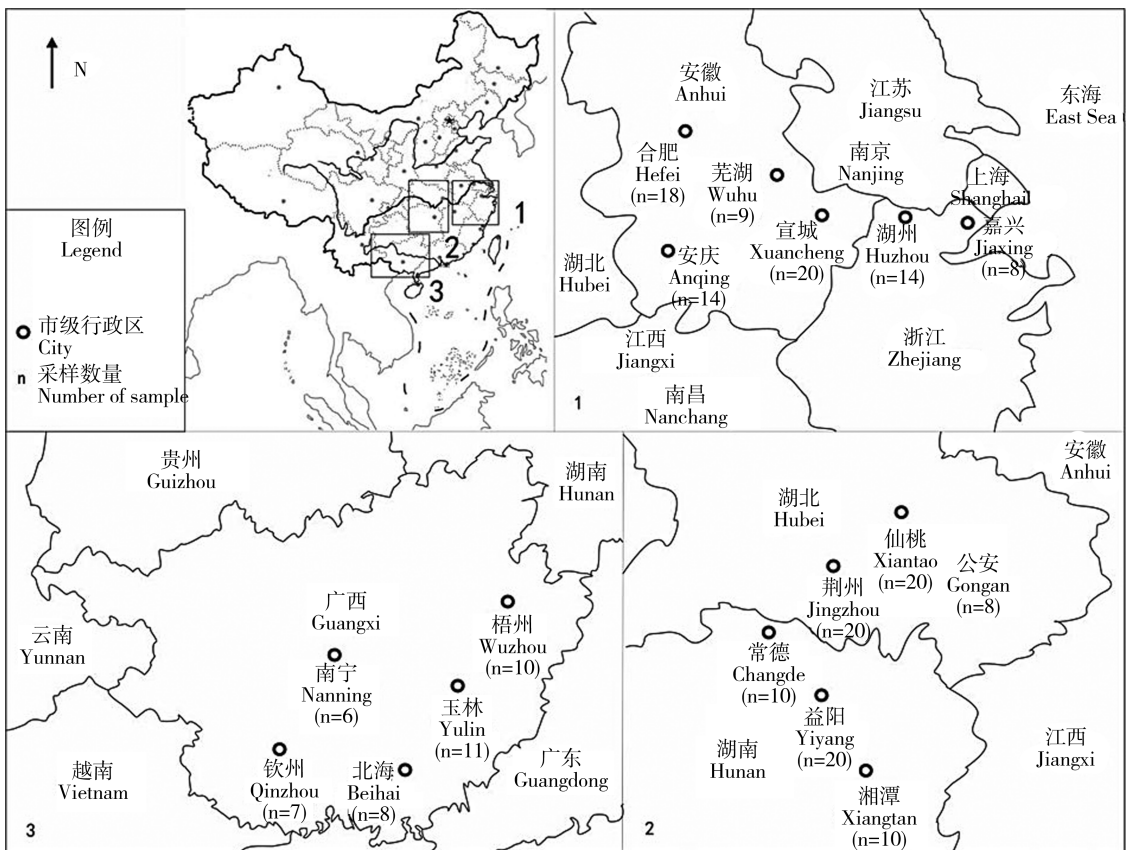 N
图例
Legend
市级行政区
City
n 采样数量
Number of sample
1
2
3
安徽
Anhui
江苏
Jiangsu
东海
East Sea
合肥
Hefei
(n=18)
芜湖
Wuhu
(n=9)
南京
Nanjing
上海
Shanghail
宣城
Xuancheng
(n=20)
湖州
Huzhou
(n=14)
嘉兴
Jiaxing
(n=8)
湖北
Hubei
安庆
Anqing
(n=14)
江西
Jiangxi
浙江
Zhejiang
南昌
Nanchang
1
贵州
Guizhou
湖南
Hunan
云南
Yunnan
广西
Guangxi
梧州
Wuzhou
(n=10)
南宁
Nanning
(n=6)
玉林
Yulin
(n=11)
越南
Vietnam
钦州
Qinzhou
(n=7)
北海
Beihai
(n=8)
广东
Guangdong
3
安徽
Anhui
湖北
Hubei
仙桃
Xiantao
(n=20)
公安
Gongan
(n=8)
荆州
Jingzhou
(n=20)
常德
Changde
(n=10)
益阳
Yiyang
(n=20)
湖南
Hunan
江西
Jiangxi
湘潭
Xiangtan
(n=10)
2